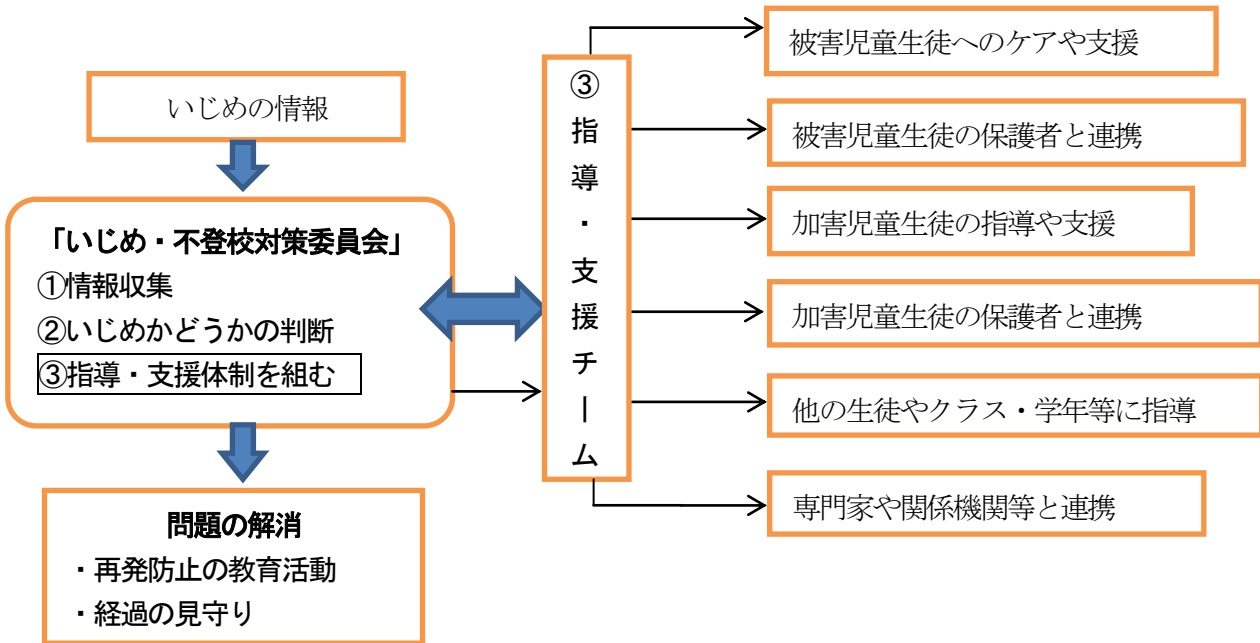 いじめの情報
「いじめ・不登校対策委員会」
①情報収集
②いじめかどうかの判断
③指導・支援体制を組む
問題の解消
・再発防止の教育活動
・経過の見守り
③指導・支援チーム
被害児童生徒へのケアや支援
被害児童生徒の保護者と連携
加害児童生徒の指導や支援
加害児童生徒の保護者と連携
他の生徒やクラス・学年等に指導
専門家や関係機関等と連携